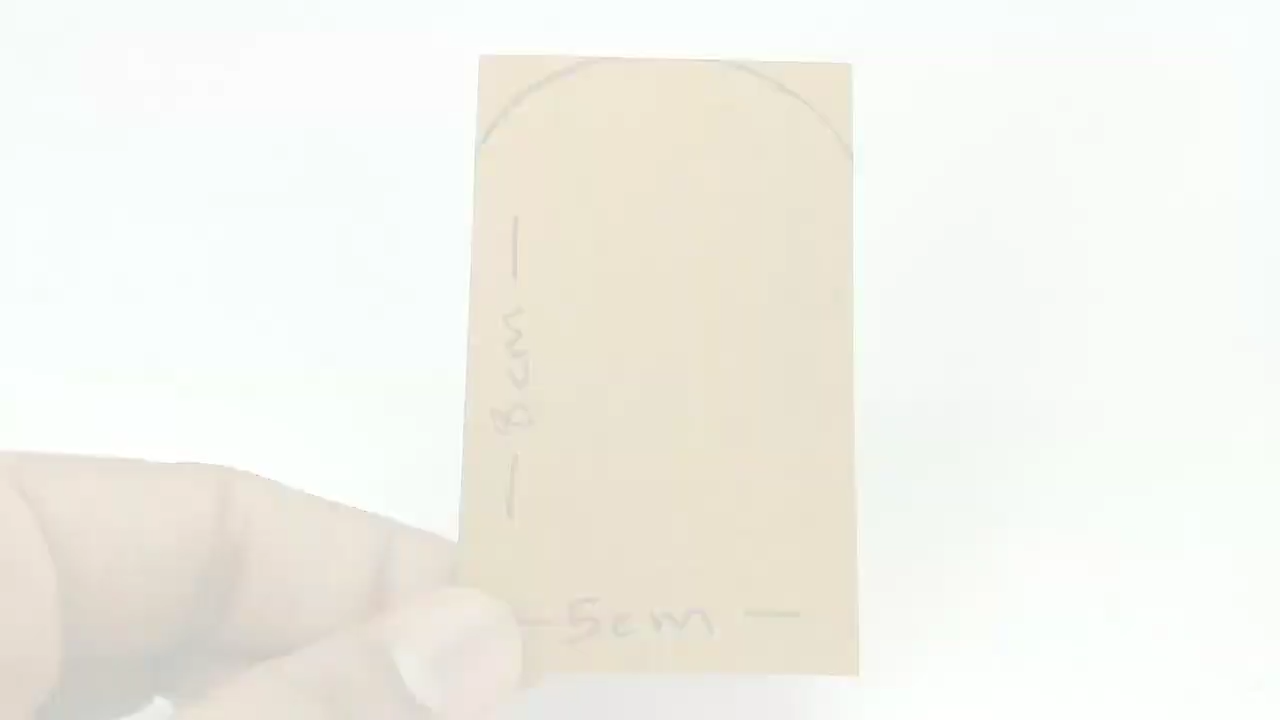 — 8cm —
— 5cm —